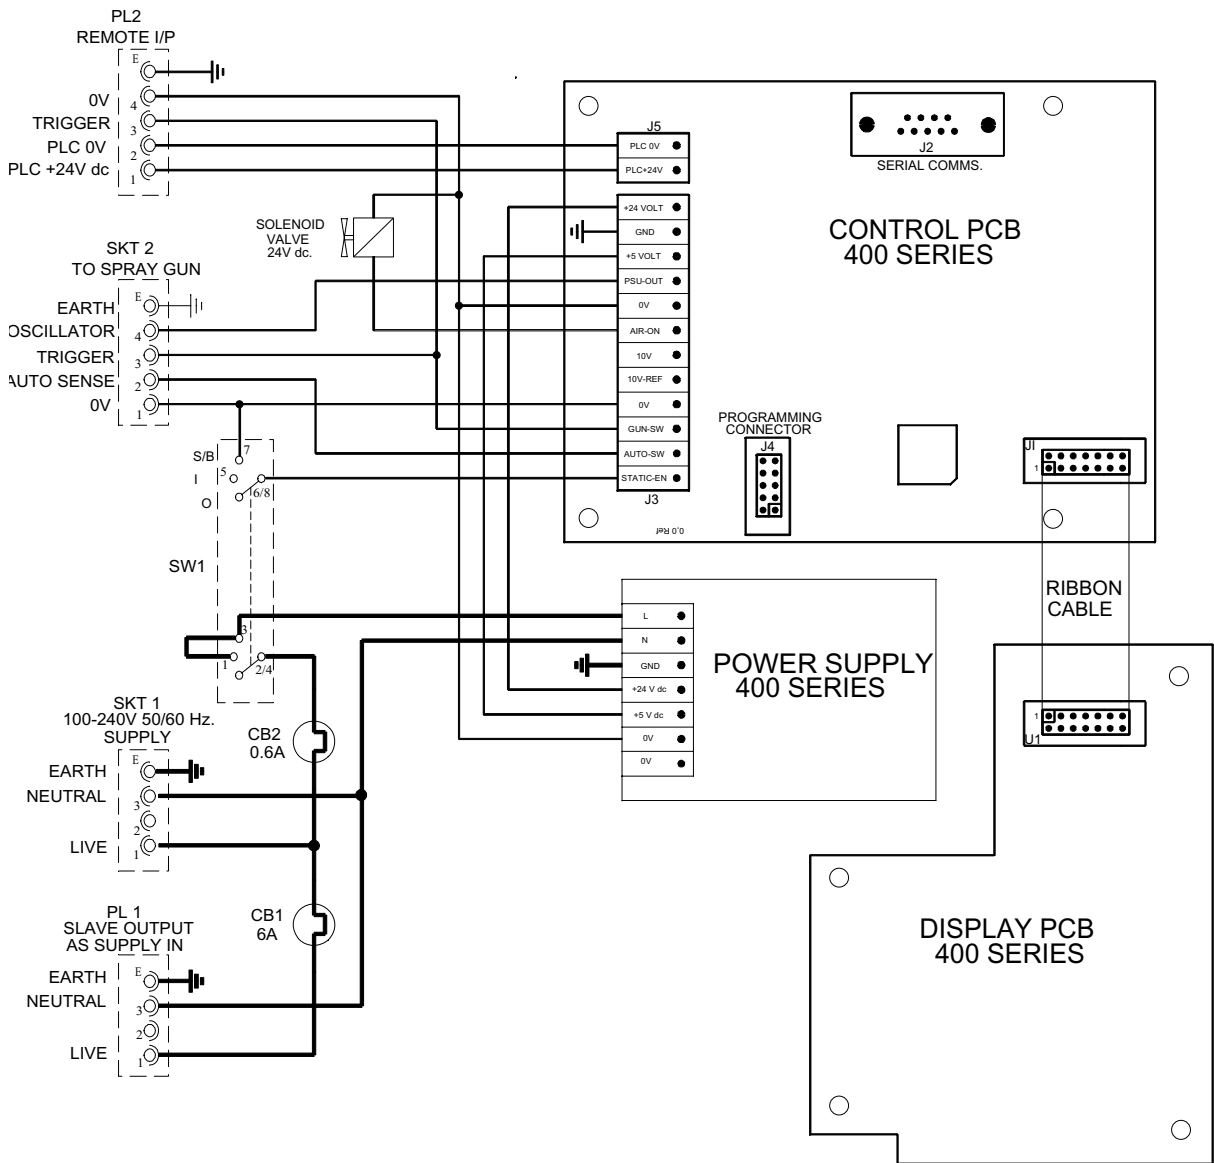 PL2
REMOTE I/P
E
0V
4
TRIGGER
3
PLC 0V
2
PLC +24V dc
1
SOLENOID
VALVE
24V dc.
SKT 2
TO SPRAY GUN
E
EARTH
OSCILLATOR
4
TRIGGER
3
AUTO SENSE
2
0V
1
S/B
7
I
5
O
6/8
SW1
3
1
2/4
SKT 1
100-240V 50/60 Hz.
SUPPLY
E
EARTH
NEUTRAL
3
2
LIVE
1
CB2
0.6A
CB1
6A
PL 1
SLAVE OUTPUT
AS SUPPLY IN
E
EARTH
NEUTRAL
3
2
LIVE
1
J5
PLC 0V
PLC+24V
+24 VOLT
GND
+5 VOLT
PSU-OUT
0V
AIR-ON
10V
10V-REF
0V
GUN-SW
AUTO-SW
STATIC-EN
J3
J2
SERIAL COMMS.
CONTROL PCB
400 SERIES
PROGRAMMING
CONNECTOR
J4
0,0 Ref
J1
1
RIBBON
CABLE
L
N
GND
+24 V dc
+5 V dc
0V
0V
POWER SUPPLY
400 SERIES
1
U1
DISPLAY PCB
400 SERIES